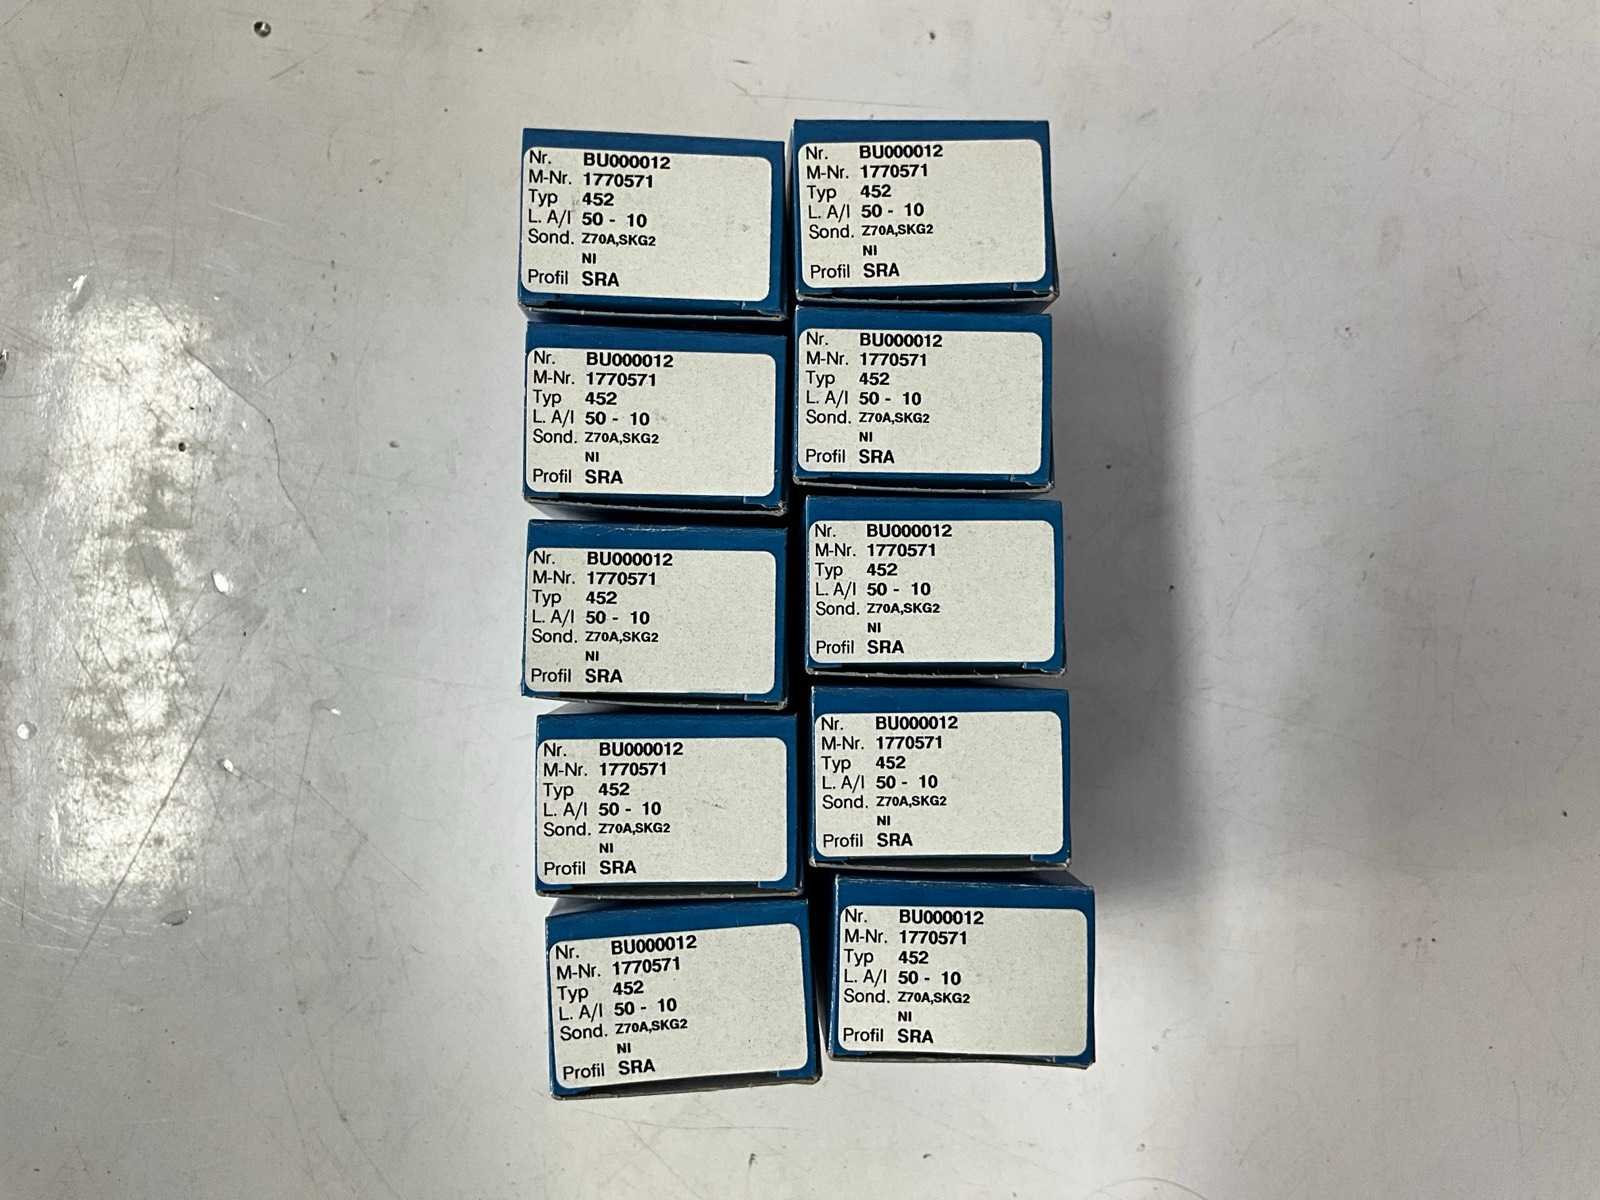 Nr. BU000012
M-Nr. 1770571
Typ 452
L. A/I 50 - 10
Sond. Z70A,SKG2
NI
Profil SRA
Nr. BU000012
M-Nr. 1770571
Typ 452
L. A/I 50 - 10
Sond. Z70A,SKG2
NI
Profil SRA
Nr. BU000012
M-Nr. 1770571
Typ 452
L. A/I 50 - 10
Sond. Z70A,SKG2
NI
Profil SRA
Nr. BU000012
M-Nr. 1770571
Typ 452
L. A/I 50 - 10
Sond. Z70A,SKG2
NI
Profil SRA
Nr. BU000012
M-Nr. 1770571
Typ 452
L. A/I 50 - 10
Sond. Z70A,SKG2
NI
Profil SRA
Nr. BU000012
M-Nr. 1770571
Typ 452
L. A/I 50 - 10
Sond. Z70A,SKG2
NI
Profil SRA
Nr. BU000012
M-Nr. 1770571
Typ 452
L. A/I 50 - 10
Sond. Z70A,SKG2
NI
Profil SRA
Nr. BU000012
M-Nr. 1770571
Typ 452
L. A/I 50 - 10
Sond. Z70A,SKG2
NI
Profil SRA
Nr. BU000012
M-Nr. 1770571
Typ 452
L. A/I 50 - 10
Sond. Z70A,SKG2
NI
Profil SRA
Nr. BU000012
M-Nr. 1770571
Typ 452
L. A/I 50 - 10
Sond. Z70A,SKG2
NI
Profil SRA